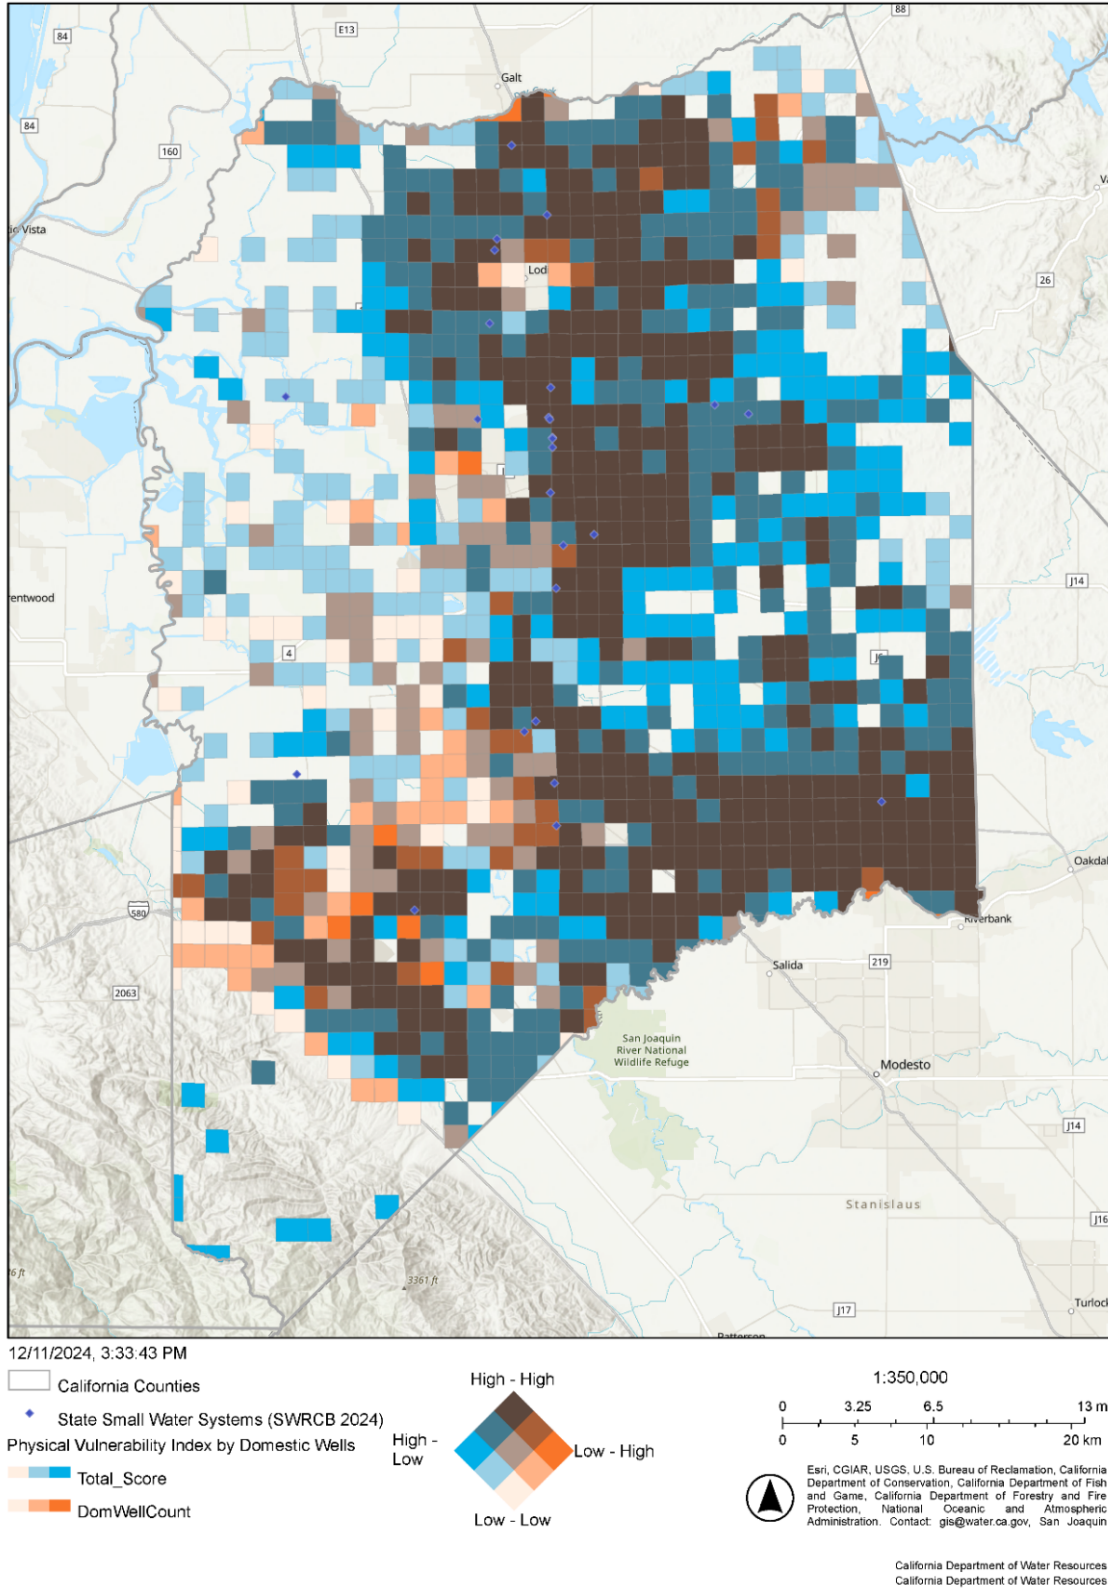 88
E13
84
Galt
84
160
Vista
Lod
26
J14
rentwood
4
J6
Oakdal
580
Riverbank
Salida
219
2063
San Joaquin
River National
Wildlife Refuge
Modesto
J14
Stanislaus
J16
3361 ft
6 ft
J17
Turlock
Patterson
12/11/2024, 3:33:43 PM
California Counties
State Small Water Systems (SWRCB 2024)
Physical Vulnerability Index by Domestic Wells
Total_Score
DomWellCount
High - High
High -
Low
Low - High
Low - Low
1:350,000
0 3.25 6.5 13 m
0 5 10 20 km
Esri, CGIAR, USGS, U.S. Bureau of Reclamation, California
Department of Conservation, California Department of Fish
and Game, California Department of Forestry and Fire
Protection, National Oceanic and Atmospheric
Administration. Contact: gis@water.ca.gov, San Joaquin
California Department of Water Resources
California Department of Water Resources